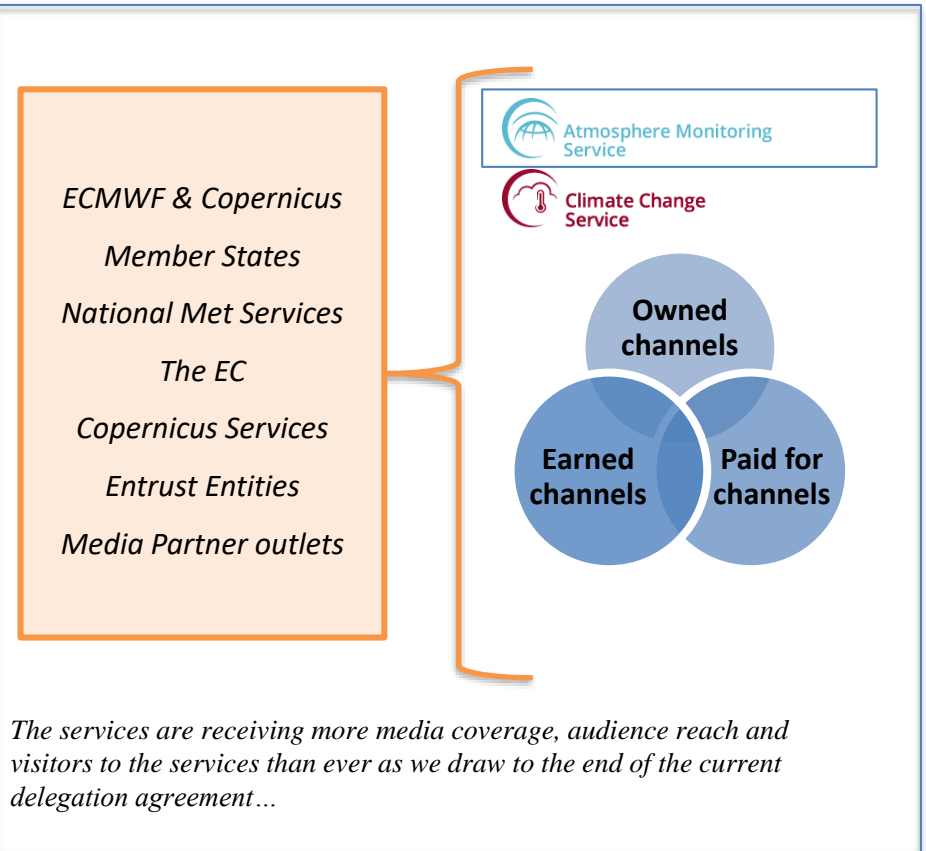 ECMWF & Copernicus
Member States
National Met Services
The EC
Copernicus Services
Entrust Entities
Media Partner outlets
Atmosphere Monitoring
Service
Climate Change
Service
Owned
channels
Earned
channels
Paid for
channels
The services are receiving more media coverage, audience reach and
visitors to the services than ever as we draw to the end of the current
delegation agreement…